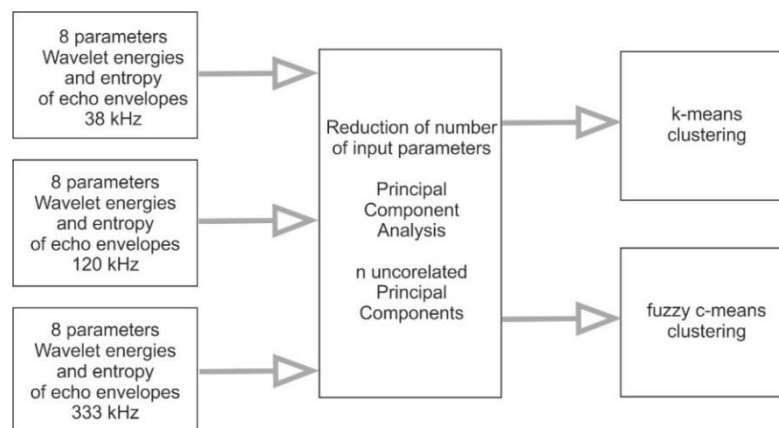 8 parameters
Wavelet energies
and entropy
of echo envelopes
38 kHz
8 parameters
Wavelet energies
and entropy
of echo envelopes
120 kHz
8 parameters
Wavelet energies
and entropy
of echo envelopes
333 kHz
Reduction of number
of input parameters
Principal
Component
Analysis
n uncorelated
Principal
Components
k-means
clustering
fuzzy c-means
clustering